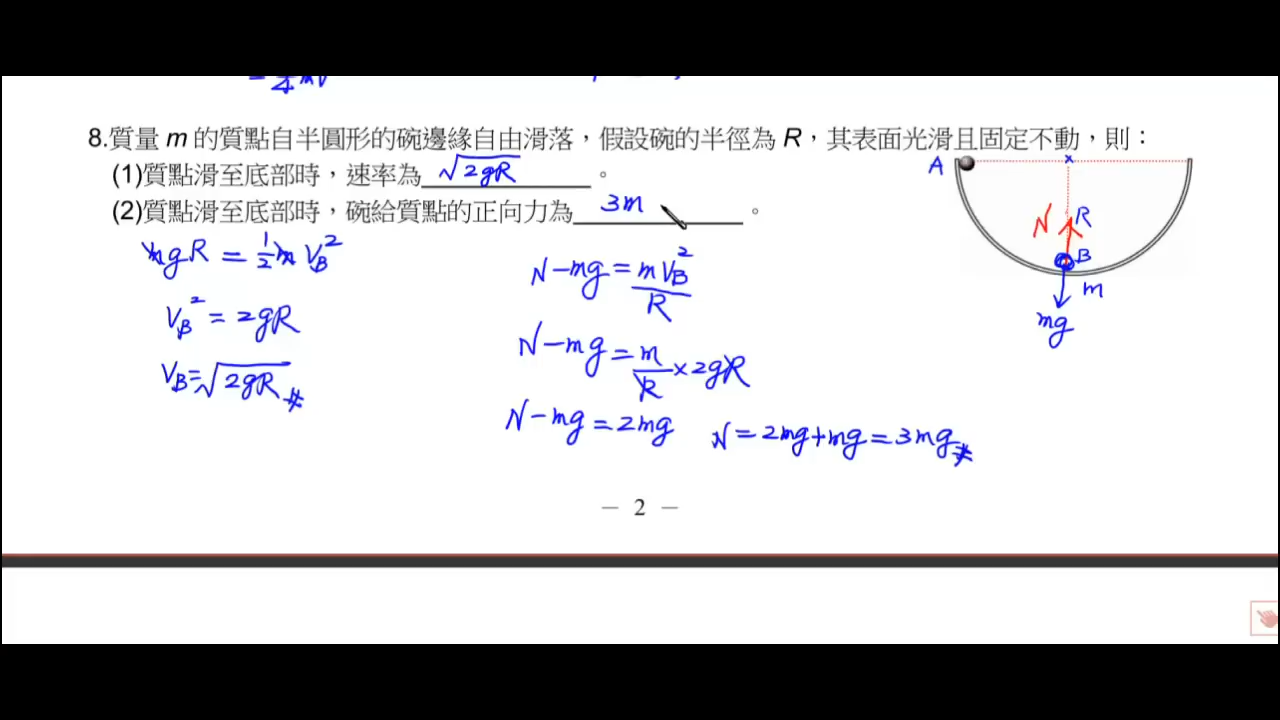 8.質量 m 的質點自半圓形的碗邊緣自由滑落，假設碗的半徑為 R，其表面光滑且固定不動，則：
(1)質點滑至底部時，速率為 √2gR 。
(2)質點滑至底部時，碗給質點的正向力為 3m 。
A
x
N R
B
m
mg
mgR = 1/2 m V_B²
V_B² = 2gR
V_B = √2gR #
N - mg = m V_B² / R
N - mg = m/R × 2gR
N - mg = 2mg N = 2mg + mg = 3mg #
— 2 —